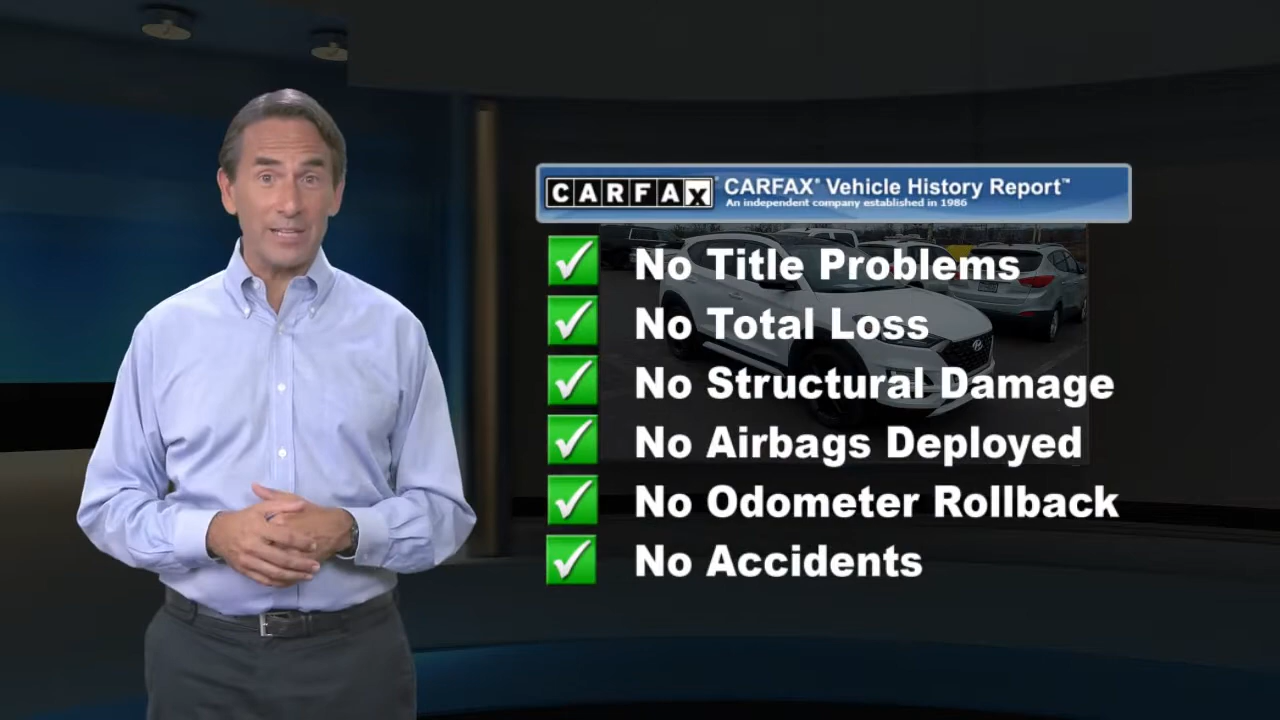 CARFAX CARFAX® Vehicle History Report™
An independent company established in 1986
No Title Problems
No Total Loss
No Structural Damage
No Airbags Deployed
No Odometer Rollback
No Accidents